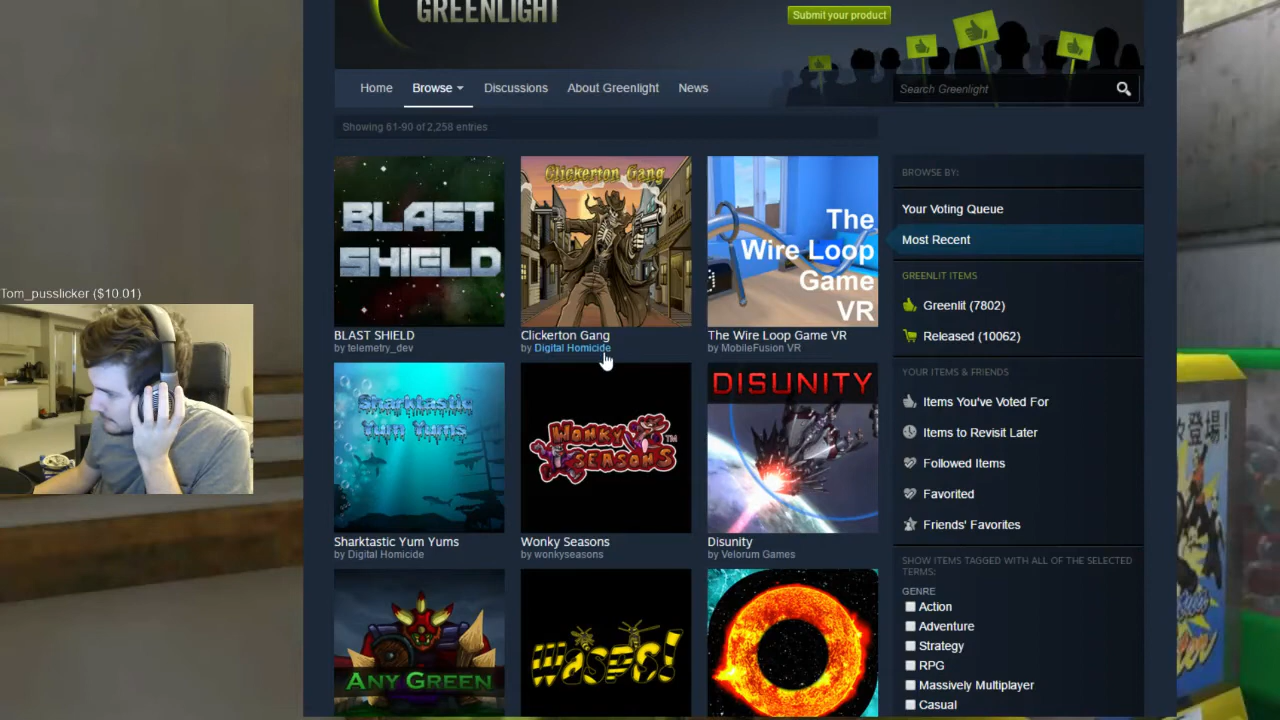 GREENLIGHT
Submit your product
Home
Browse
Discussions
About Greenlight
News
Search Greenlight
Showing 61-90 of 2,258 entries
BLAST
SHIELD
BLAST SHIELD
by telemetry_dev
Clickerton Gang
Clickerton Gang
by Digital Homicide
The
Wire Loop
Game
VR
The Wire Loop Game VR
by MobileFusion VR
Sharktastic
Yum Yums
Sharktastic Yum Yums
by Digital Homicide
WONKY
SEASONS™
Wonky Seasons
by wonkyseasons
DISUNITY
Disunity
by Velorum Games
ANY GREEN
WASPS!
BROWSE BY:
Your Voting Queue
Most Recent
GREENLIT ITEMS
Greenlit (7802)
Released (10062)
YOUR ITEMS & FRIENDS
Items You've Voted For
Items to Revisit Later
Followed Items
Favorited
Friends' Favorites
SHOW ITEMS TAGGED WITH ALL OF THE SELECTED
TERMS:
GENRE
Action
Adventure
Strategy
RPG
Massively Multiplayer
Casual
Tom_pusslicker ($10.01)